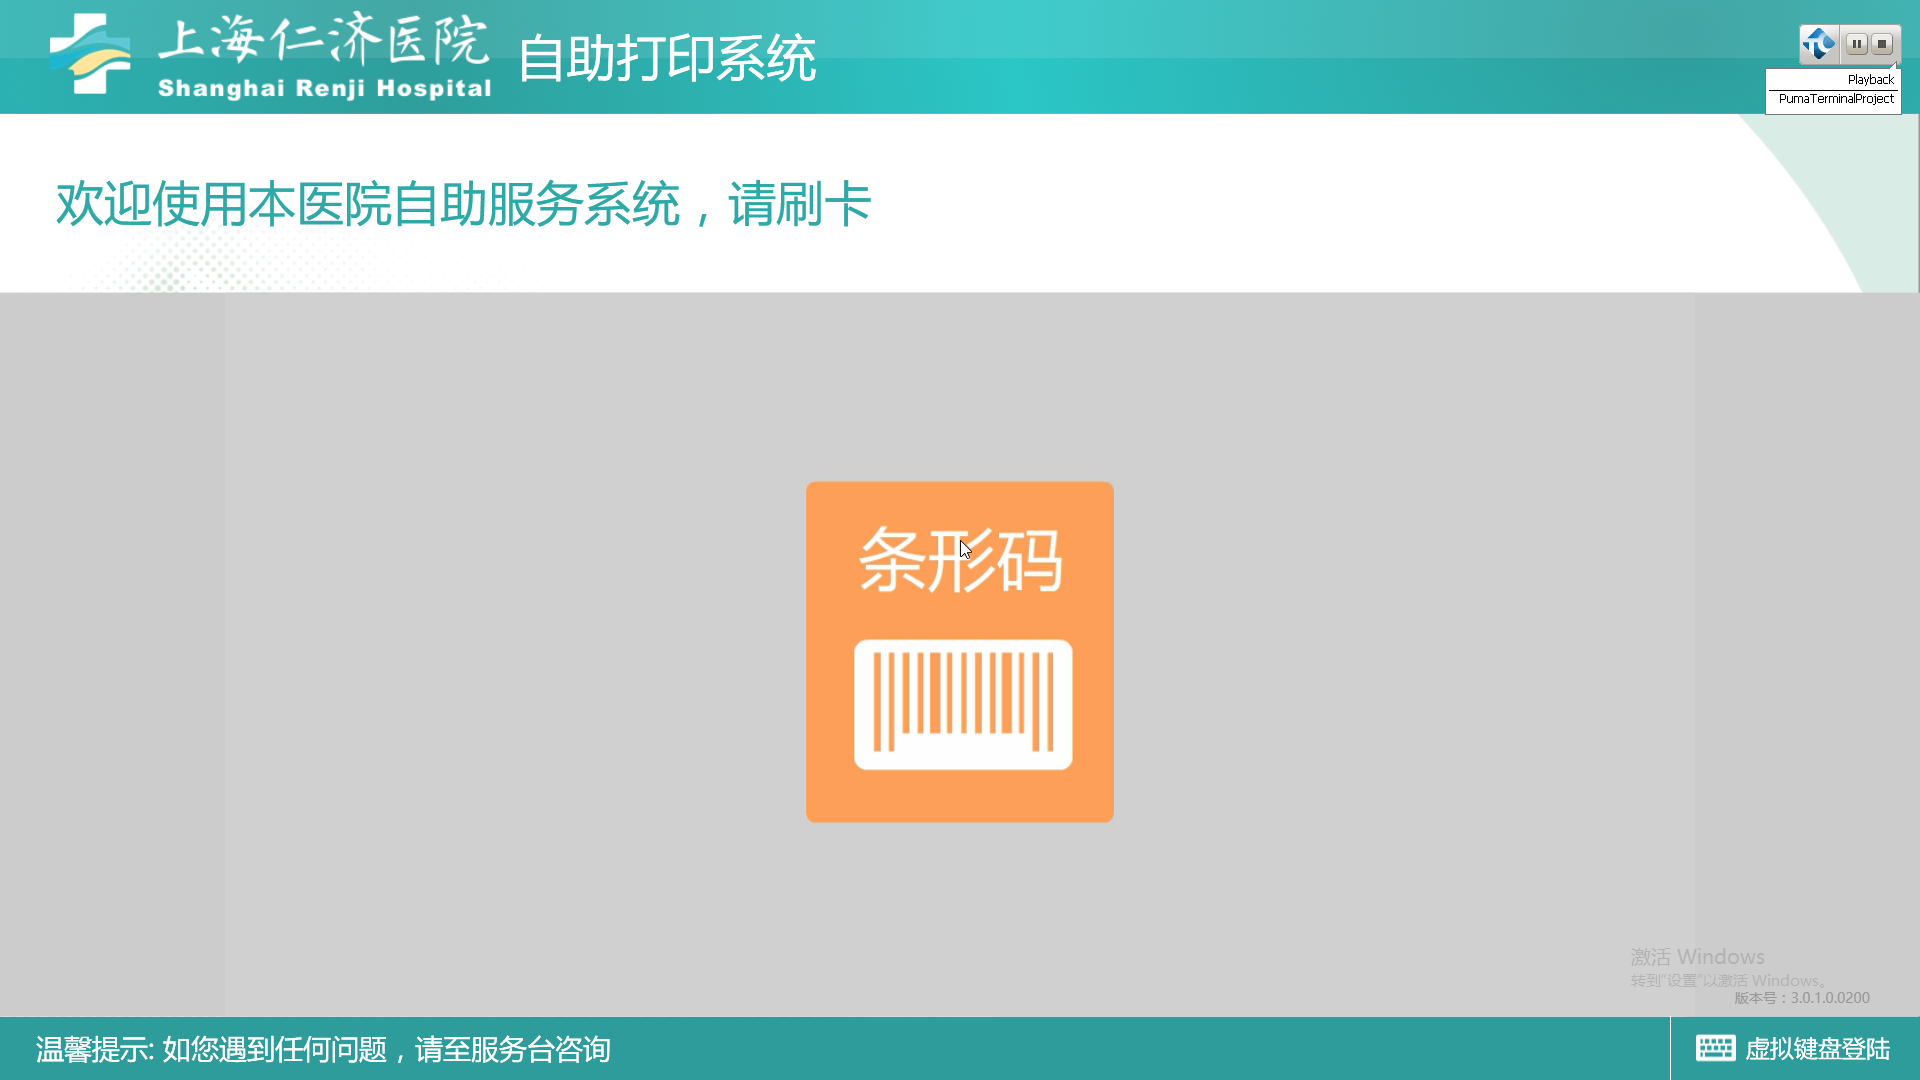 上海仁济医院
Shanghai Renji Hospital
自助打印系统
Playback
PumaTerminalProject
欢迎使用本医院自助服务系统，请刷卡
条形码
激活 Windows
转到“设置”以激活 Windows。
版本号：3.0.1.0.0200
温馨提示: 如您遇到任何问题，请至服务台咨询
虚拟键盘登陆